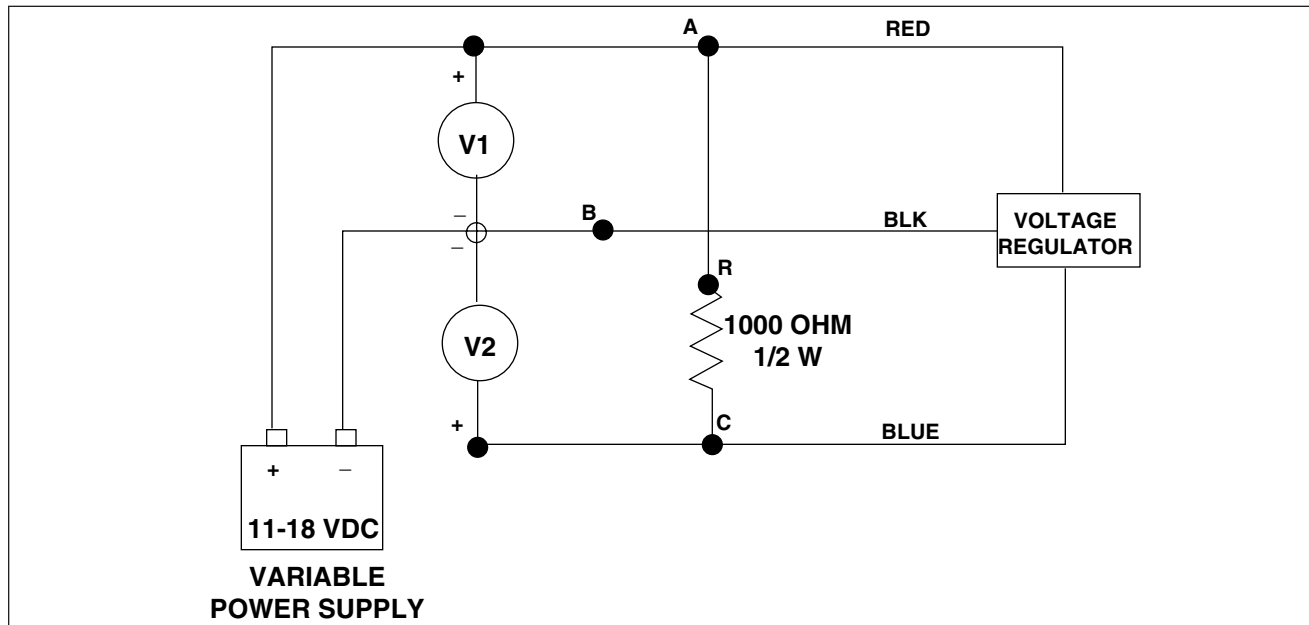 A
RED
+
V1
–
B
BLK
VOLTAGE
REGULATOR
–
R
1000 OHM
1/2 W
V2
+
C
BLUE
+ –
11-18 VDC
VARIABLE
POWER SUPPLY